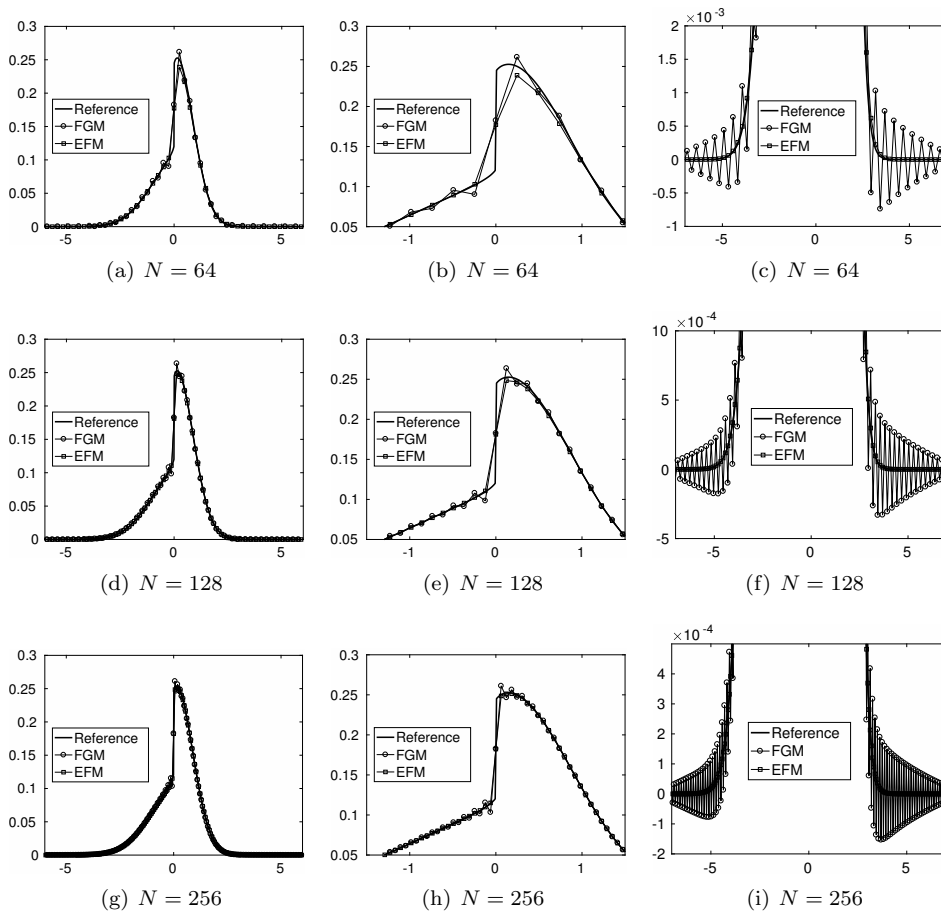 0.3
0.25
0.2
0.15
0.1
0.05
0
-5
0
5
Reference
FGM
EFM
(a) N = 64
0.3
0.25
0.2
0.15
0.1
0.05
-1
0
1
Reference
FGM
EFM
(b) N = 64
×10⁻³
2
1.5
1
0.5
0
-0.5
-1
-5
0
5
Reference
FGM
EFM
(c) N = 64
0.3
0.25
0.2
0.15
0.1
0.05
0
-5
0
5
Reference
FGM
EFM
(d) N = 128
0.3
0.25
0.2
0.15
0.1
0.05
-1
0
1
Reference
FGM
EFM
(e) N = 128
×10⁻⁴
10
5
0
-5
-5
0
5
Reference
FGM
EFM
(f) N = 128
0.3
0.25
0.2
0.15
0.1
0.05
0
-5
0
5
Reference
FGM
EFM
(g) N = 256
0.3
0.25
0.2
0.15
0.1
0.05
-1
0
1
Reference
FGM
EFM
(h) N = 256
×10⁻⁴
4
2
0
-2
-5
0
5
Reference
FGM
EFM
(i) N = 256